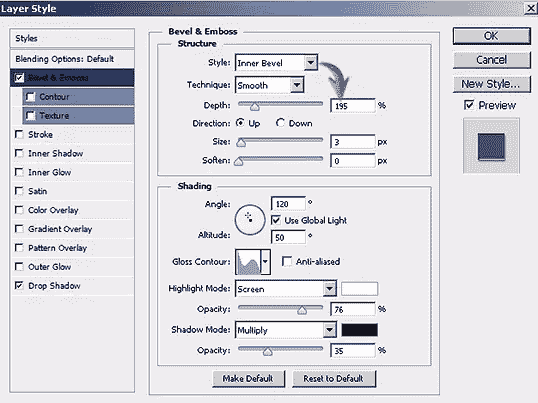 Layer Style
Styles
Blending Options: Default
Bevel & Emboss
Contour
Texture
Stroke
Inner Shadow
Inner Glow
Satin
Color Overlay
Gradient Overlay
Pattern Overlay
Outer Glow
Drop Shadow
Bevel & Emboss
Structure
Style: Inner Bevel
Technique: Smooth
Depth: 195 %
Direction: Up Down
Size: 3 px
Soften: 0 px
Shading
Angle: 120 °
Use Global Light
Altitude: 50 °
Gloss Contour: Anti-aliased
Highlight Mode: Screen
Opacity: 76 %
Shadow Mode: Multiply
Opacity: 35 %
Make Default Reset to Default
OK
Cancel
New Style...
Preview